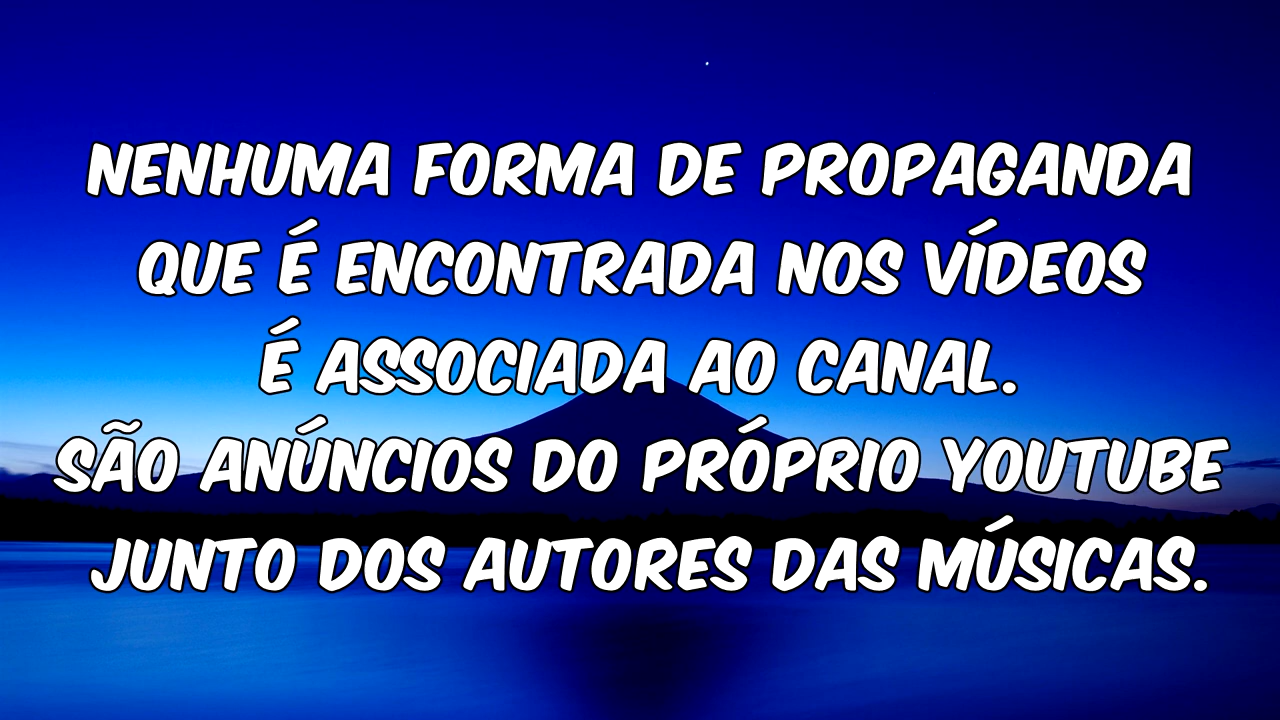 NENHUMA FORMA DE PROPAGANDA
QUE É ENCONTRADA NOS VÍDEOS
É ASSOCIADA AO CANAL.
SÃO ANÚNCIOS DO PRÓPRIO YOUTUBE
JUNTO DOS AUTORES DAS MÚSICAS.